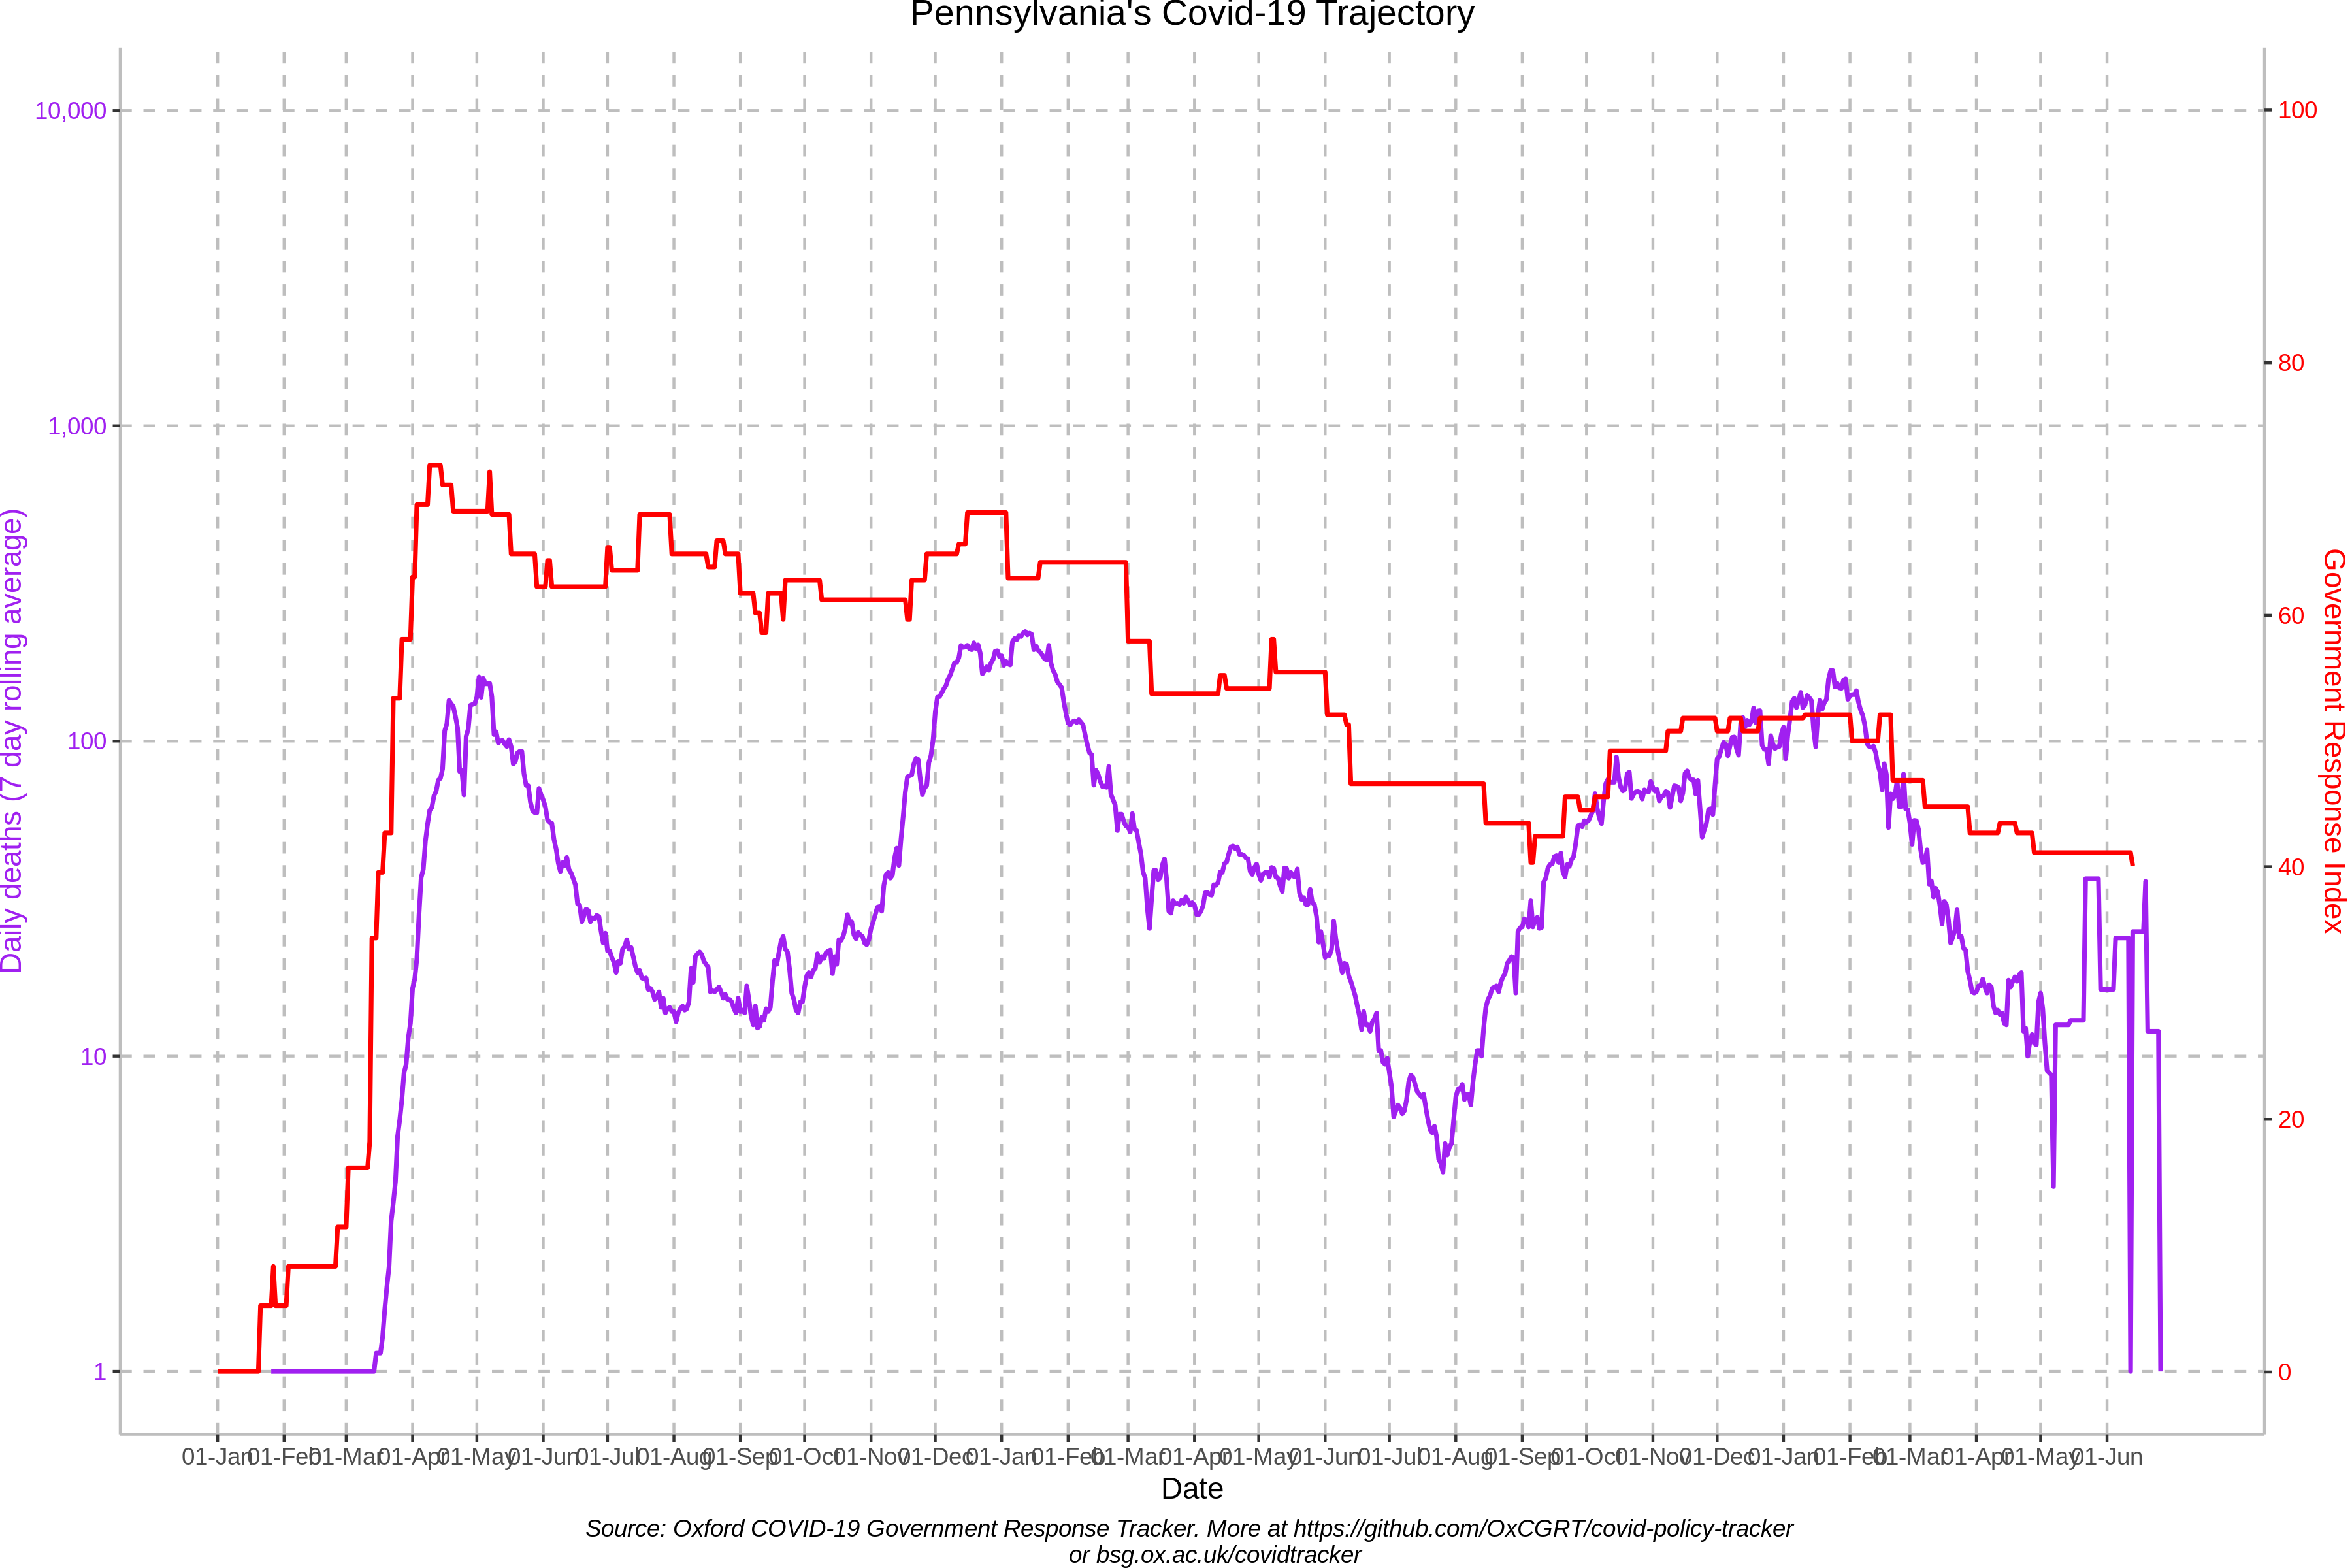 Pennsylvania's Covid-19 Trajectory
10,000
1,000
100
10
1
Daily deaths (7 day rolling average)
100
80
60
40
20
0
Government Response Index
01-Jan 01-Feb 01-Mar 01-Apr 01-May 01-Jun 01-Jul 01-Aug 01-Sep 01-Oct 01-Nov 01-Dec 01-Jan 01-Feb 01-Mar 01-Apr 01-May 01-Jun 01-Jul 01-Aug 01-Sep 01-Oct 01-Nov 01-Dec 01-Jan 01-Feb 01-Mar 01-Apr 01-May 01-Jun
Date
Source: Oxford COVID-19 Government Response Tracker. More at https://github.com/OxCGRT/covid-policy-tracker
or bsg.ox.ac.uk/covidtracker